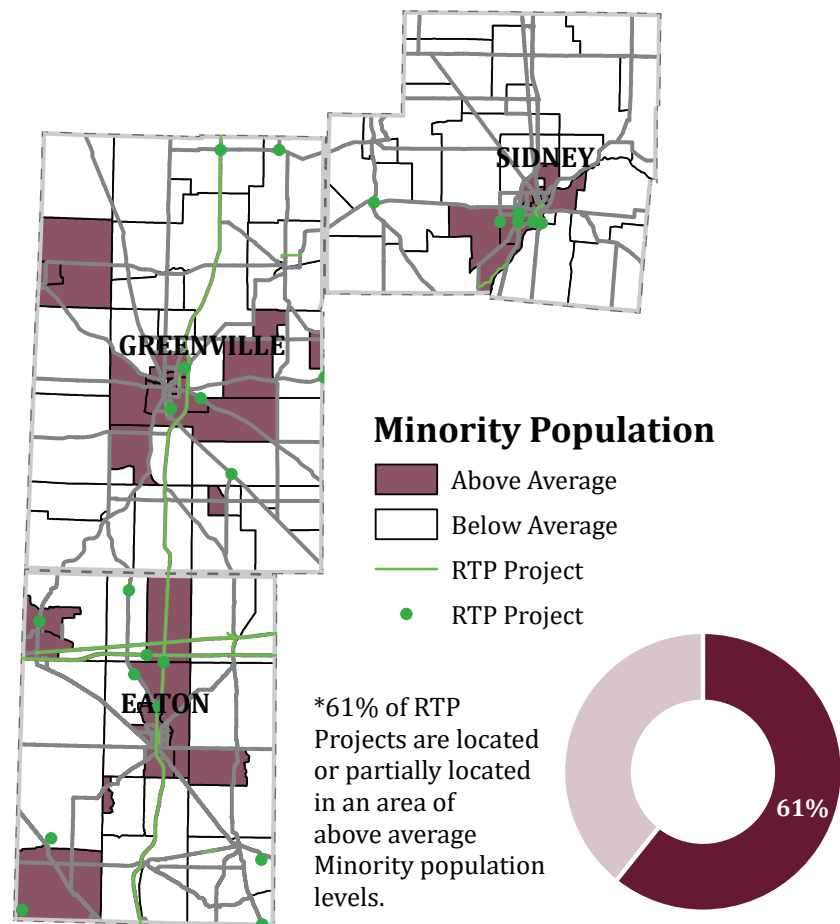 SIDNEY
GREENVILLE
EATON
Minority Population
Above Average
Below Average
RTP Project
RTP Project
*61% of RTP
Projects are located
or partially located
in an area of
above average
Minority population
levels.
61%